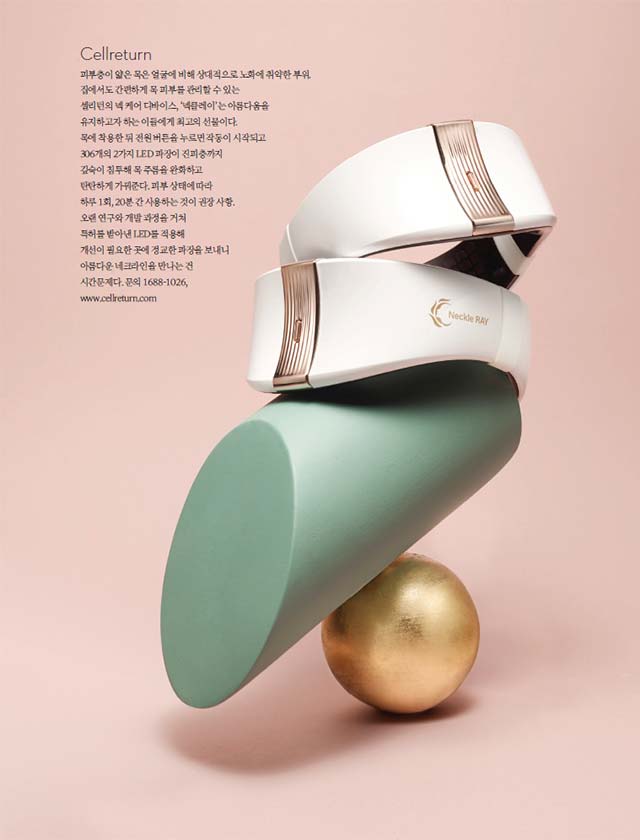 Cellreturn
피부층이 얇은 목은 얼굴에 비해 상대적으로 노화에 취약한 부위.
집에서도 간편하게 목 피부를 관리할 수 있는
셀리턴의 넥 케어 디바이스, ‘넥클레이’는 아름다움을
유지하고자 하는 이들에게 최고의 선물이다.
목에 착용한 뒤 전원 버튼을 누르면 작동이 시작되고
306개의 2가지 LED 파장이 진피층까지
깊숙이 침투해 목 주름을 완화하고
탄탄하게 가꿔준다. 피부 상태에 따라
하루 1회, 20분 간 사용하는 것이 권장 사항.
오랜 연구와 개발 과정을 거쳐
특허를 받아낸 LED를 적용해
개선이 필요한 곳에 정교한 파장을 보내니
아름다운 네크라인을 만나는 건
시간문제다. 문의 1688-1026,
www.cellreturn.com
Neckle RAY